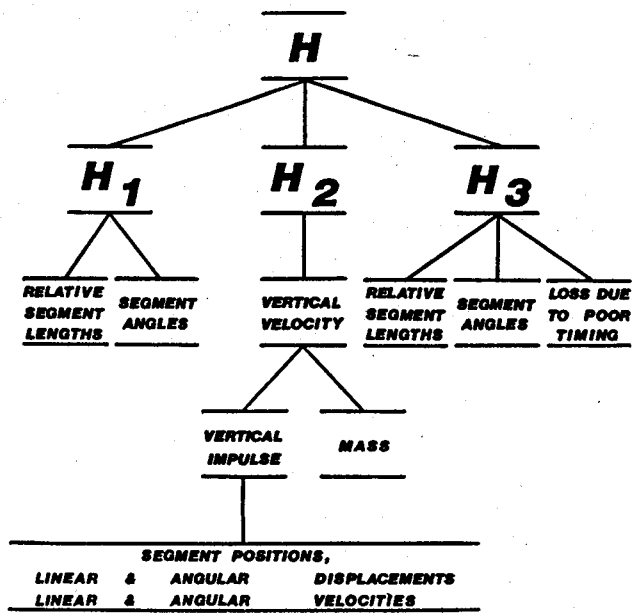 H
H1
H2
H3
RELATIVE
SEGMENT
LENGTHS
SEGMENT
ANGLES
VERTICAL
VELOCITY
RELATIVE
SEGMENT
LENGTHS
SEGMENT
ANGLES
LOSS DUE
TO POOR
TIMING
VERTICAL
IMPULSE
MASS
SEGMENT POSITIONS,
LINEAR & ANGULAR DISPLACEMENTS
LINEAR & ANGULAR VELOCITIES